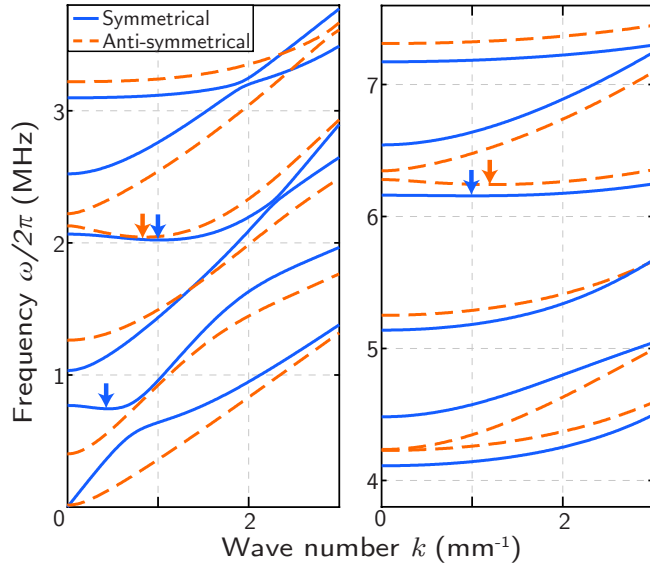 Symmetrical
Anti-symmetrical
Frequency ω/2π (MHz)
3
2
1
0
2
7
6
5
4
0
2
Wave number k (mm⁻¹)